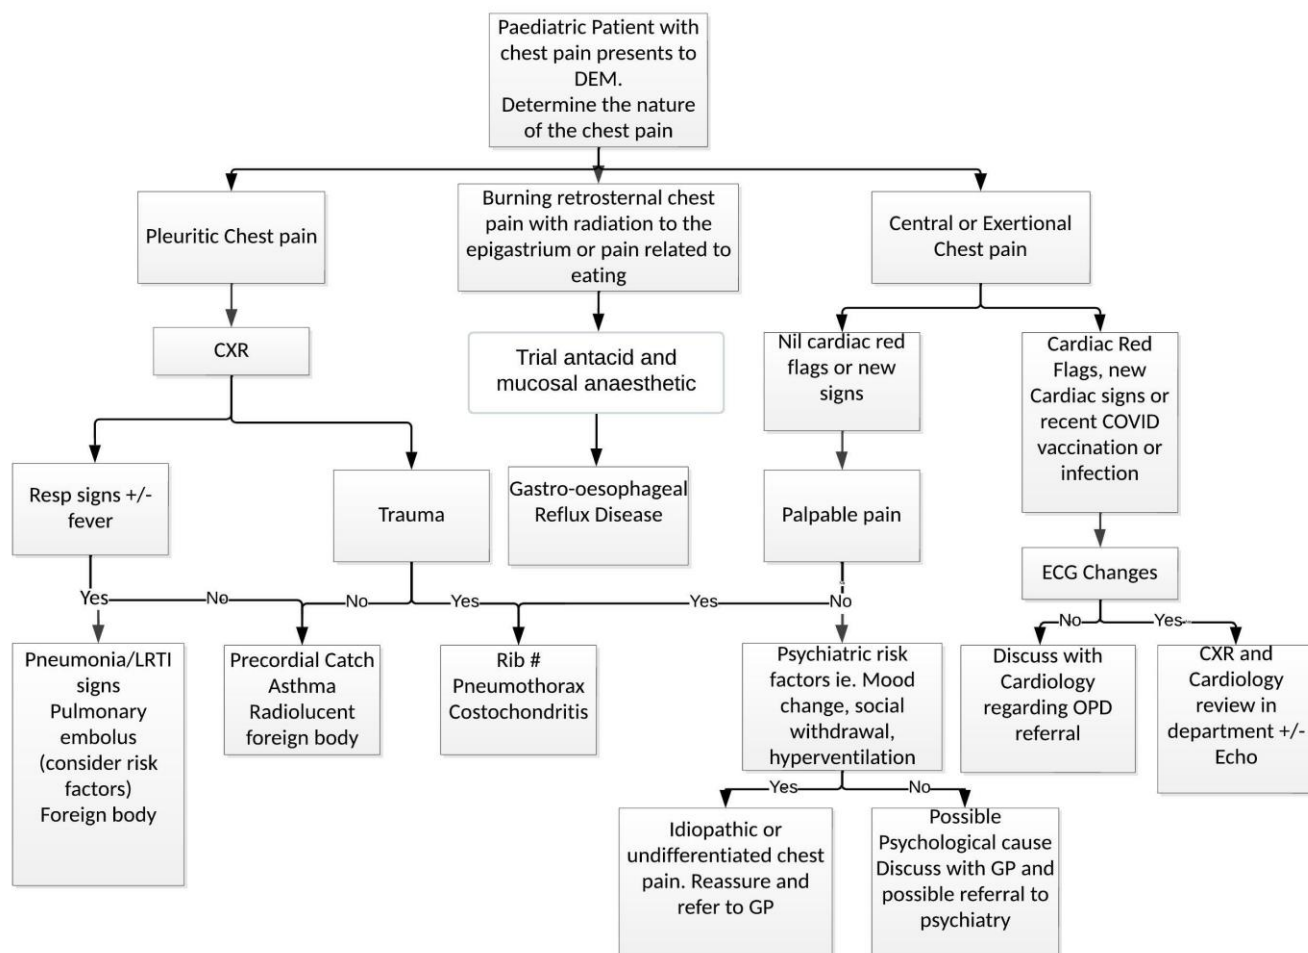 Paediatric Patient with
chest pain presents to
DEM.
Determine the nature
of the chest pain
Pleuritic Chest pain
Burning retrosternal chest
pain with radiation to the
epigastrium or pain related to
eating
Central or Exertional
Chest pain
CXR
Trial antacid and
mucosal anaesthetic
Nil cardiac red
flags or new
signs
Cardiac Red
Flags, new
Cardiac signs or
recent COVID
vaccination or
infection
Resp signs +/-
fever
Trauma
Gastro-oesophageal
Reflux Disease
Palpable pain
ECG Changes
Yes
No
No
Yes
Yes
No
No
Yes
Pneumonia/LRTI
signs
Pulmonary
embolus
(consider risk
factors)
Foreign body
Precordial Catch
Asthma
Radiolucent
foreign body
Rib #
Pneumothorax
Costochondritis
Psychiatric risk
factors ie. Mood
change, social
withdrawal,
hyperventilation
Discuss with
Cardiology
regarding OPD
referral
CXR and
Cardiology
review in
department +/-
Echo
Yes
No
Idiopathic or
undifferentiated chest
pain. Reassure and
refer to GP
Possible
Psychological cause
Discuss with GP and
possible referral to
psychiatry